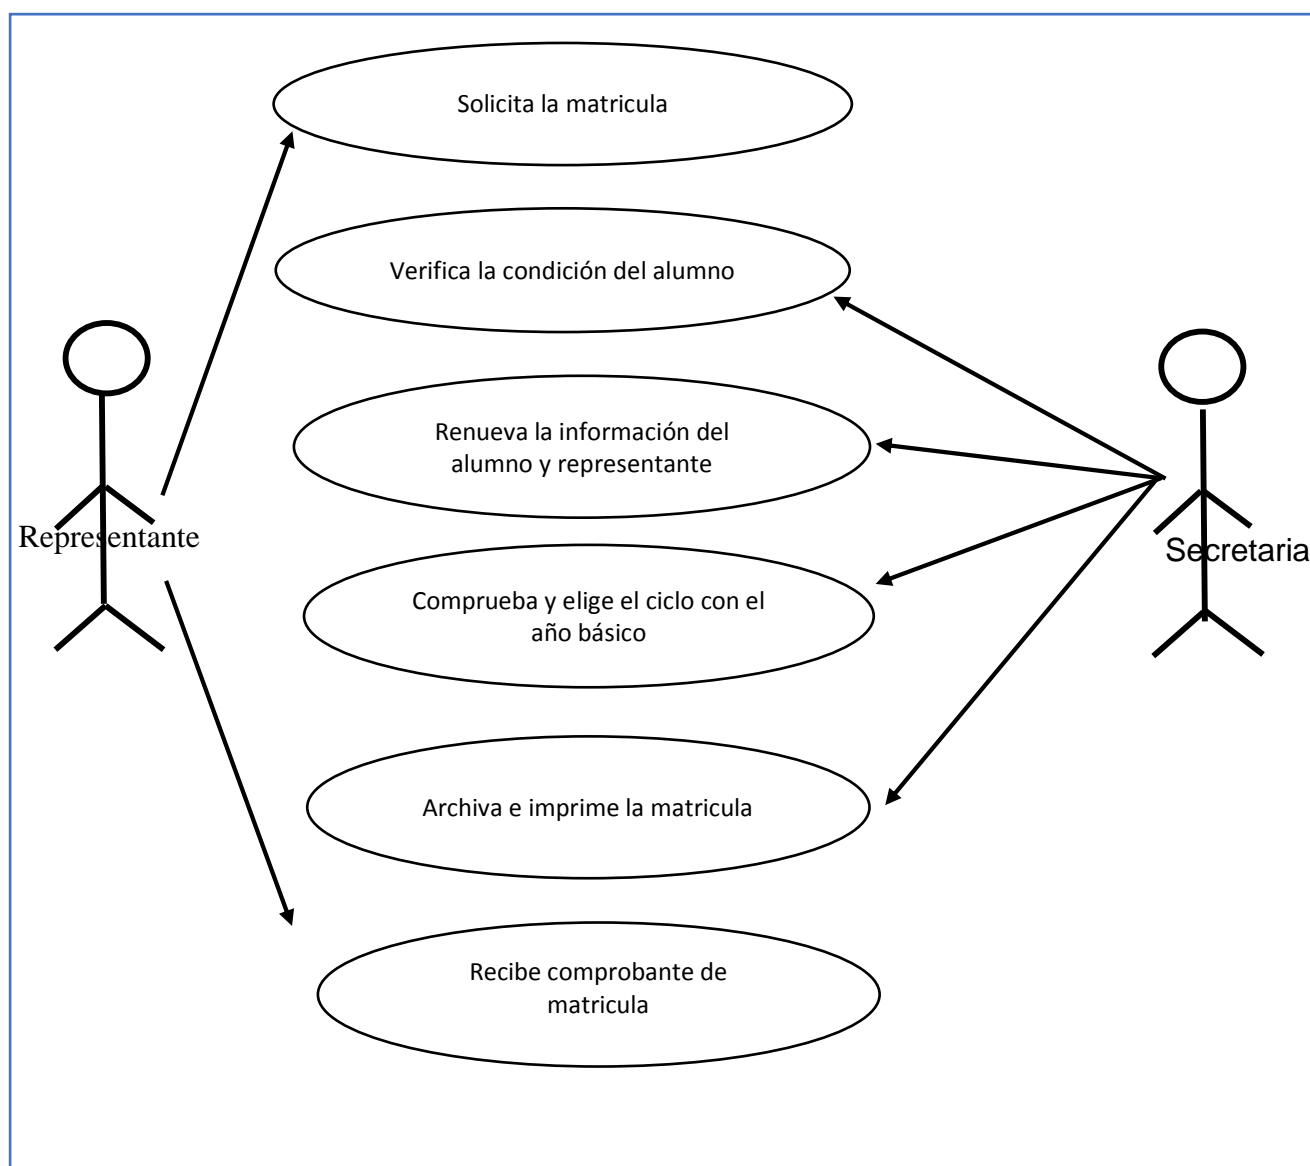 Solicita la matricula
Verifica la condición del alumno
Renueva la información del
alumno y representante
Representante
Secretaria
Comprueba y elige el ciclo con el
año básico
Archiva e imprime la matricula
Recibe comprobante de
matricula